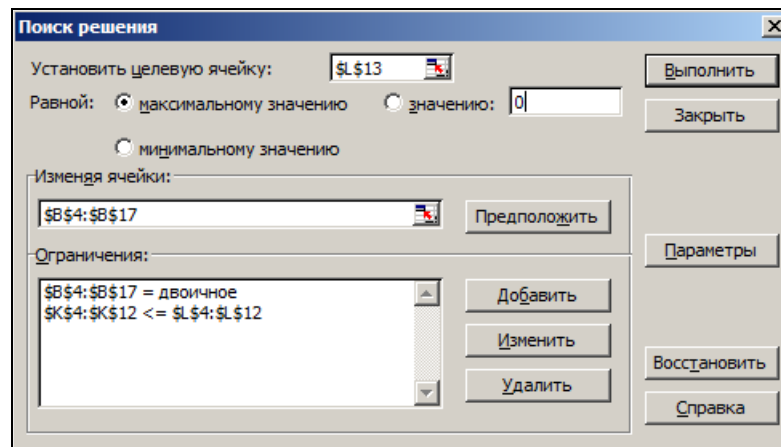 Поиск решения
Установить целевую ячейку: $L$13 Выполнить
Равной: максимальному значению значению: 0 Закрыть
минимальному значению
Изменяя ячейки:
$B$4:$B$17 Предположить
Ограничения: Параметры
$B$4:$B$17 = двоичное Добавить
$K$4:$K$12 <= $L$4:$L$12
Изменить
Восстановить
Удалить
Справка